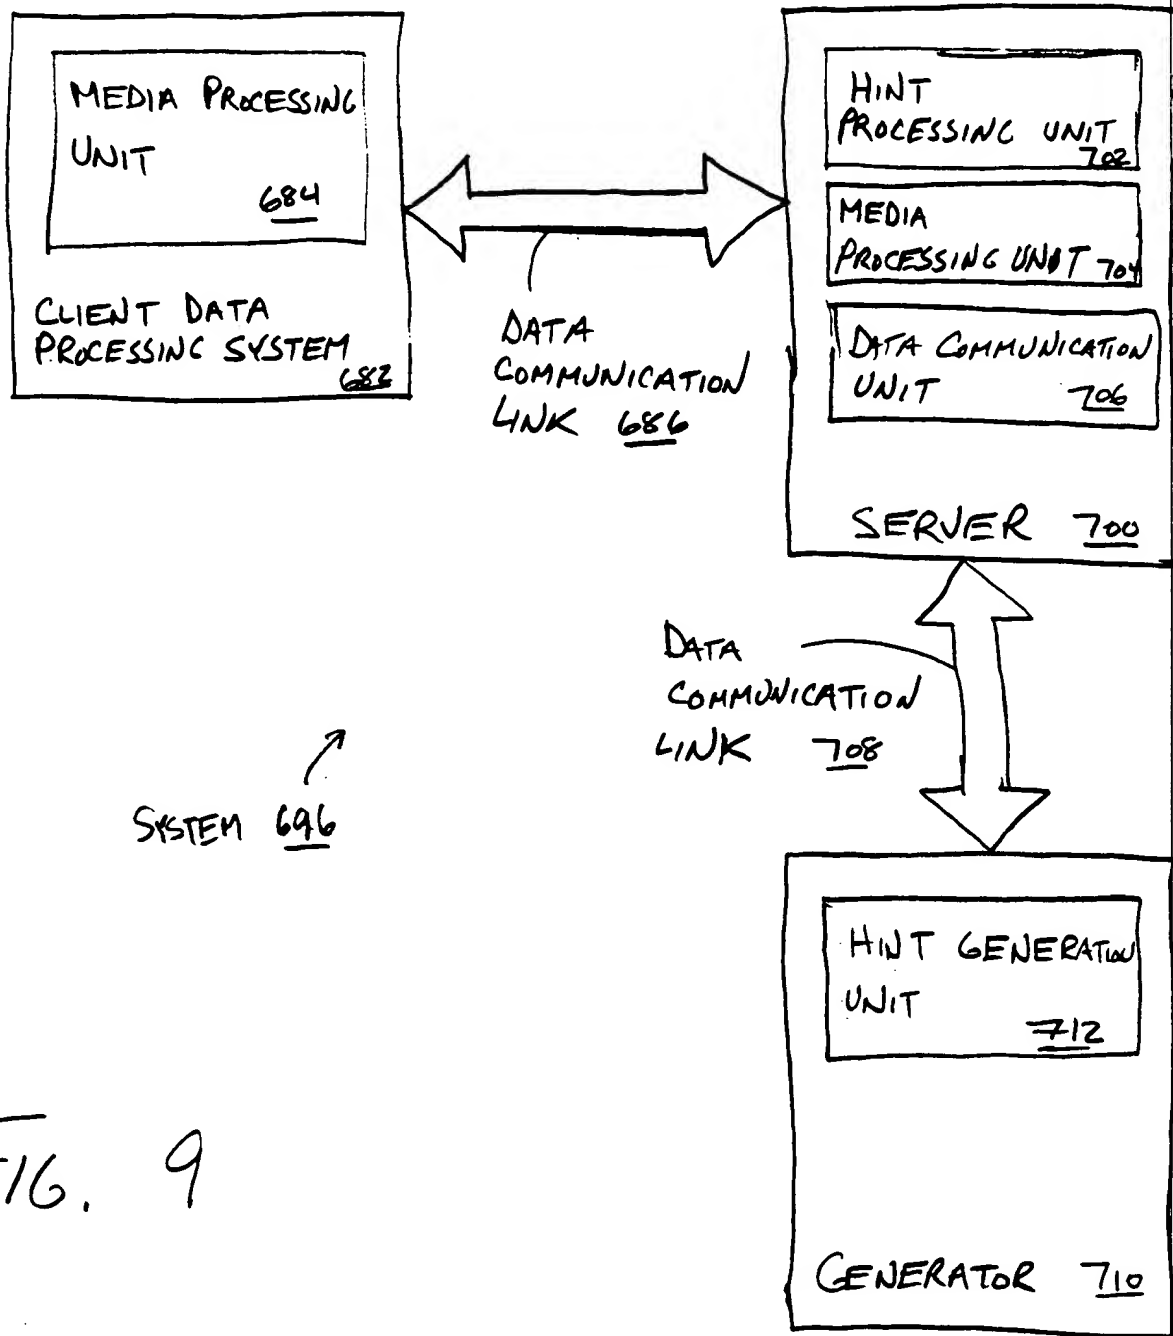 MEDIA PROCESSING
UNIT
684
CLIENT DATA
PROCESSING SYSTEM
682
DATA
COMMUNICATION
LINK 686
HINT
PROCESSING UNIT
702
MEDIA
PROCESSING UNIT 704
DATA COMMUNICATION
UNIT 706
SERVER 700
DATA
COMMUNICATION
LINK 708
SYSTEM 696
HINT GENERATION
UNIT
712
GENERATOR 710
FIG. 9